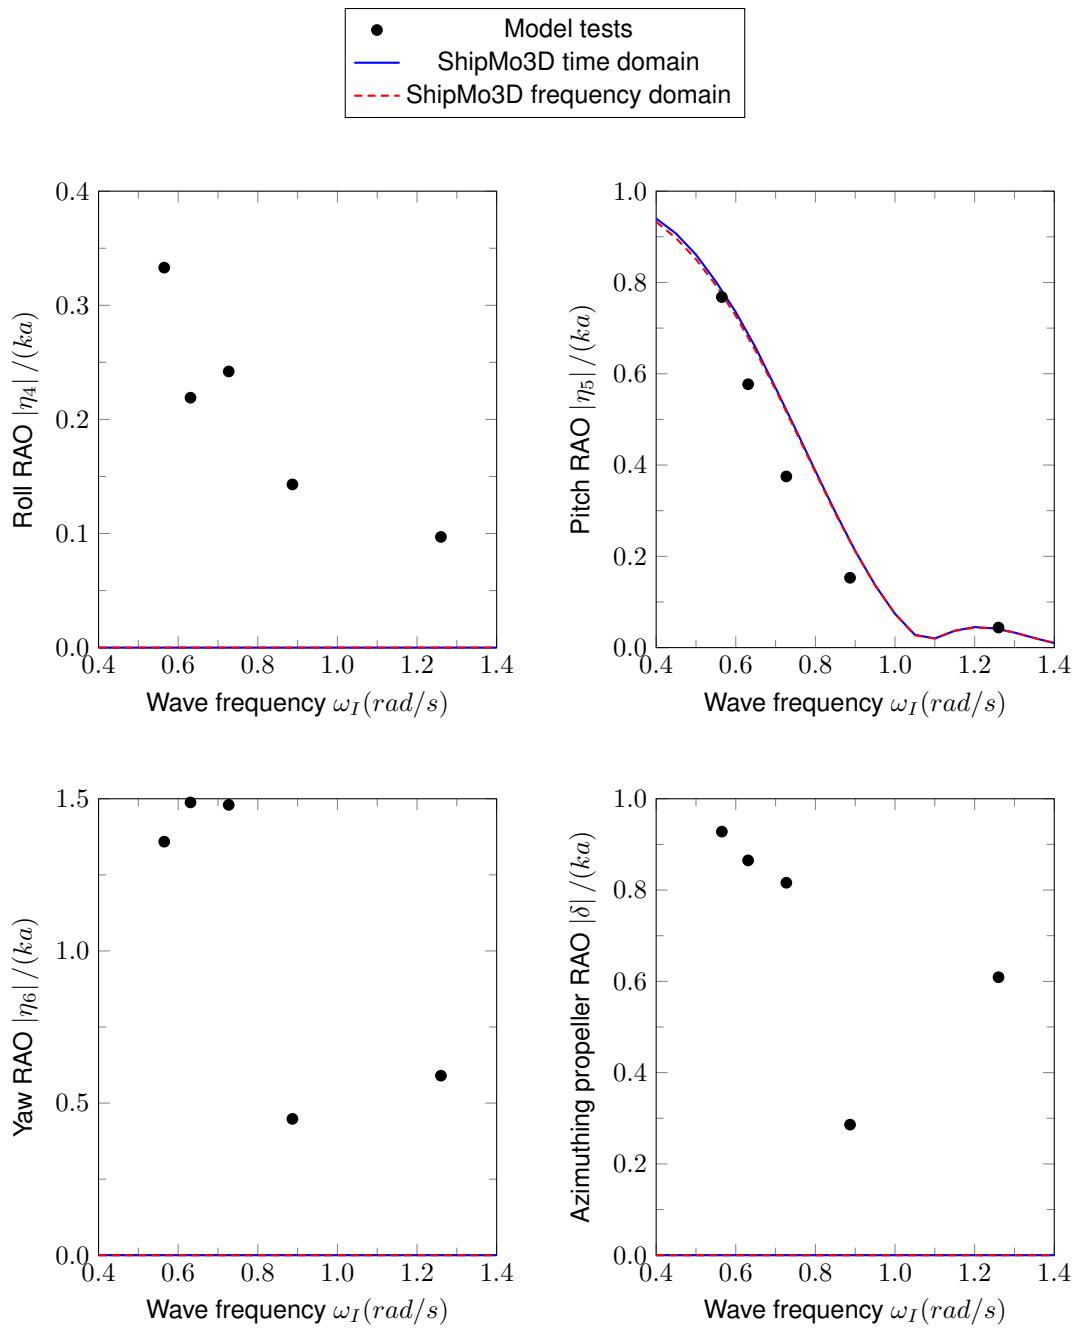 Model tests
ShipMo3D time domain
ShipMo3D frequency domain
0.4
0.3
0.2
0.1
0.0
0.4 0.6 0.8 1.0 1.2 1.4
Roll RAO |η₄|/(ka)
Wave frequency ω_I(rad/s)
1.0
0.8
0.6
0.4
0.2
0.0
0.4 0.6 0.8 1.0 1.2 1.4
Pitch RAO |η₅|/(ka)
Wave frequency ω_I(rad/s)
1.5
1.0
0.5
0.0
0.4 0.6 0.8 1.0 1.2 1.4
Yaw RAO |η₆|/(ka)
Wave frequency ω_I(rad/s)
1.0
0.8
0.6
0.4
0.2
0.0
0.4 0.6 0.8 1.0 1.2 1.4
Azimuthing propeller RAO |δ|/(ka)
Wave frequency ω_I(rad/s)